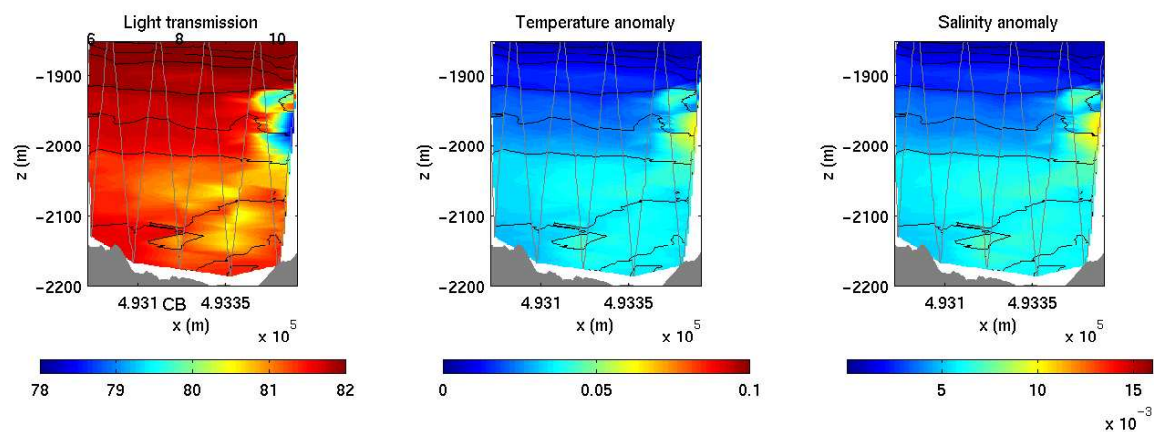 Light transmission
6 8 10
−1900
−2000
−2100
−2200
z (m)
4.931 CB 4.9335
x (m)
x 10^5
78 79 80 81 82
Temperature anomaly
−1900
−2000
−2100
−2200
z (m)
4.931 4.9335
x (m)
x 10^5
0 0.05 0.1
Salinity anomaly
−1900
−2000
−2100
−2200
z (m)
4.931 4.9335
x (m)
x 10^5
5 10 15
x 10^-3